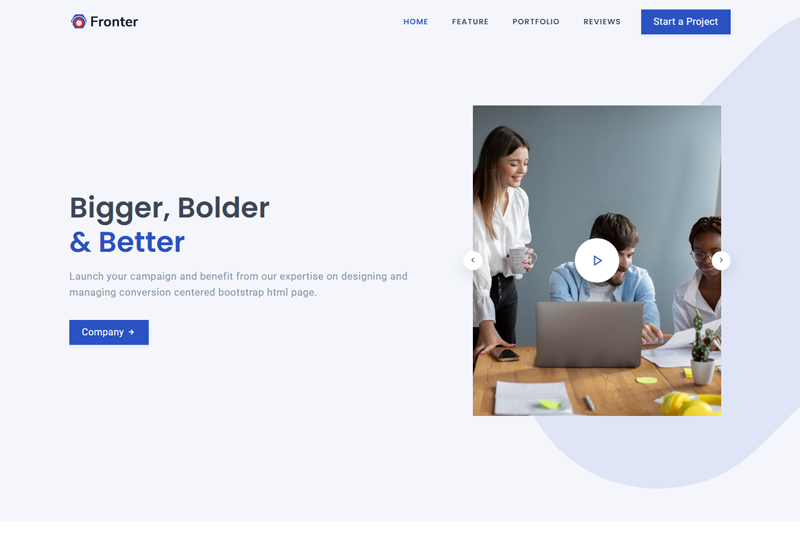 Fronter
HOME FEATURE PORTFOLIO REVIEWS Start a Project
Bigger, Bolder
& Better
Launch your campaign and benefit from our expertise on designing and
managing conversion centered bootstrap html page.
Company